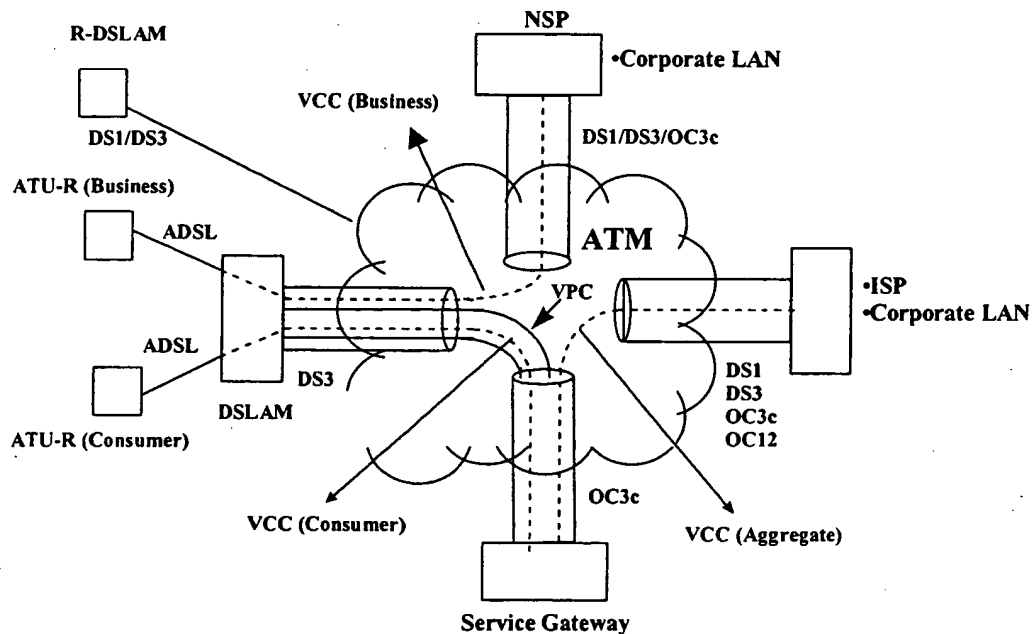 NSP
R-DSLAM
•Corporate LAN
VCC (Business)
DS1/DS3
DS1/DS3/OC3c
ATU-R (Business)
ADSL
ATM
VPC
•ISP
•Corporate LAN
ADSL
DS3
DS1
DS3
OC3c
OC12
DSLAM
ATU-R (Consumer)
OC3c
VCC (Consumer)
VCC (Aggregate)
Service Gateway